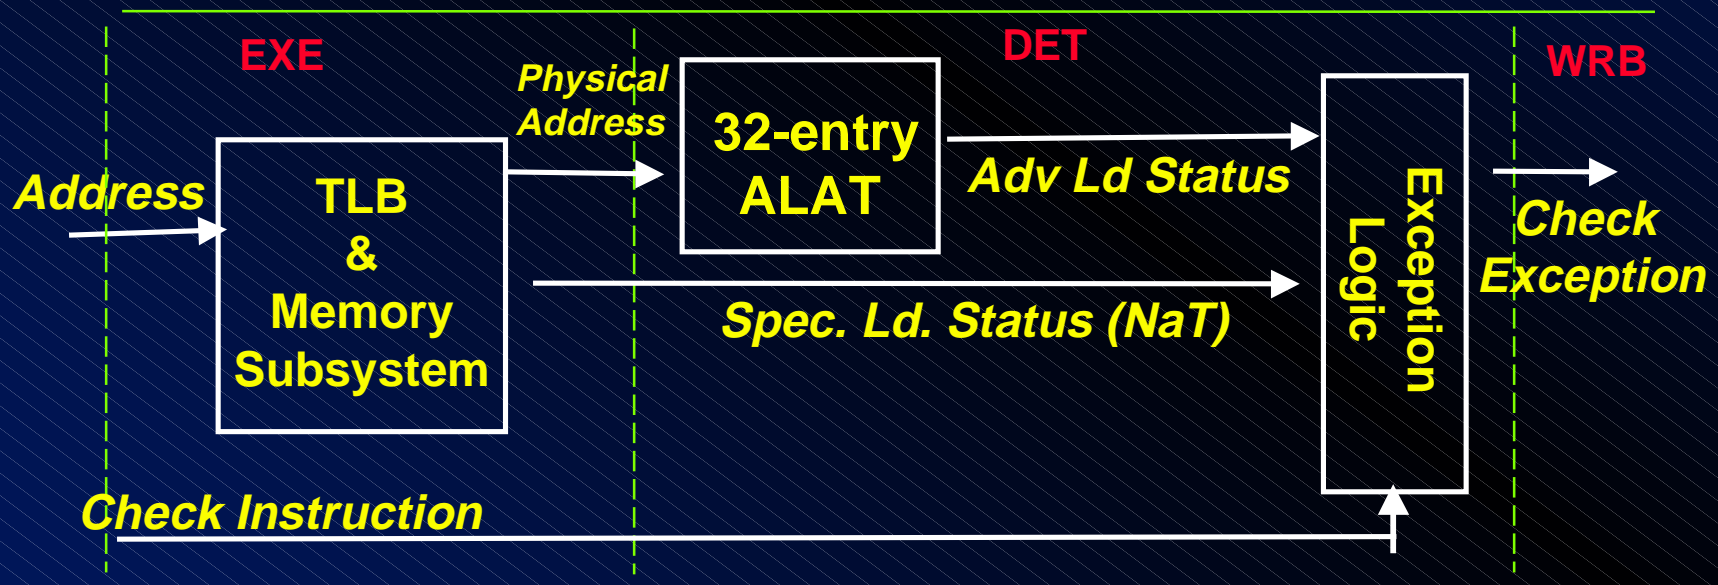 EXE
DET
WRB
Physical
Address
32-entry
ALAT
Address
TLB
&
Memory
Subsystem
Adv Ld Status
Spec. Ld. Status (NaT)
Exception
Logic
Check
Exception
Check Instruction